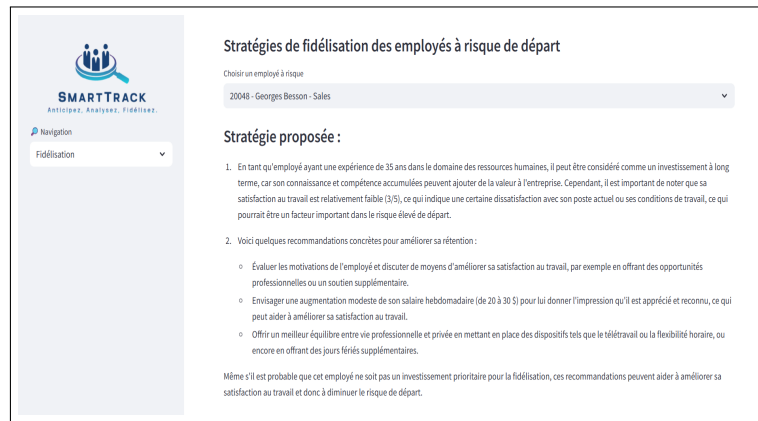 SMARTTRACK
Anticipez, Analysez, Fidélisez.
🔎 Navigation
Fidélisation
Stratégies de fidélisation des employés à risque de départ
Choisir un employé à risque
20048 - Georges Besson - Sales
Stratégie proposée :
1. En tant qu'employé ayant une expérience de 35 ans dans le domaine des ressources humaines, il peut être considéré comme un investissement à long
terme, car son connaissance et compétence accumulées peuvent ajouter de la valeur à l'entreprise. Cependant, il est important de noter que sa
satisfaction au travail est relativement faible (3/5), ce qui indique une certaine dissatisfaction avec son poste actuel ou ses conditions de travail, ce qui
pourrait être un facteur important dans le risque élevé de départ.
2. Voici quelques recommandations concrètes pour améliorer sa rétention :
○ Évaluer les motivations de l'employé et discuter de moyens d'améliorer sa satisfaction au travail, par exemple en offrant des opportunités
professionnelles ou un soutien supplémentaire.
○ Envisager une augmentation modeste de son salaire hebdomadaire (de 20 à 30 $) pour lui donner l'impression qu'il est apprécié et reconnu, ce qui
peut aider à améliorer sa satisfaction au travail.
○ Offrir un meilleur équilibre entre vie professionnelle et privée en mettant en place des dispositifs tels que le télétravail ou la flexibilité horaire, ou
encore en offrant des jours fériés supplémentaires.
Même s'il est probable que cet employé ne soit pas un investissement prioritaire pour la fidélisation, ces recommandations peuvent aider à améliorer sa
satisfaction au travail et donc à diminuer le risque de départ.